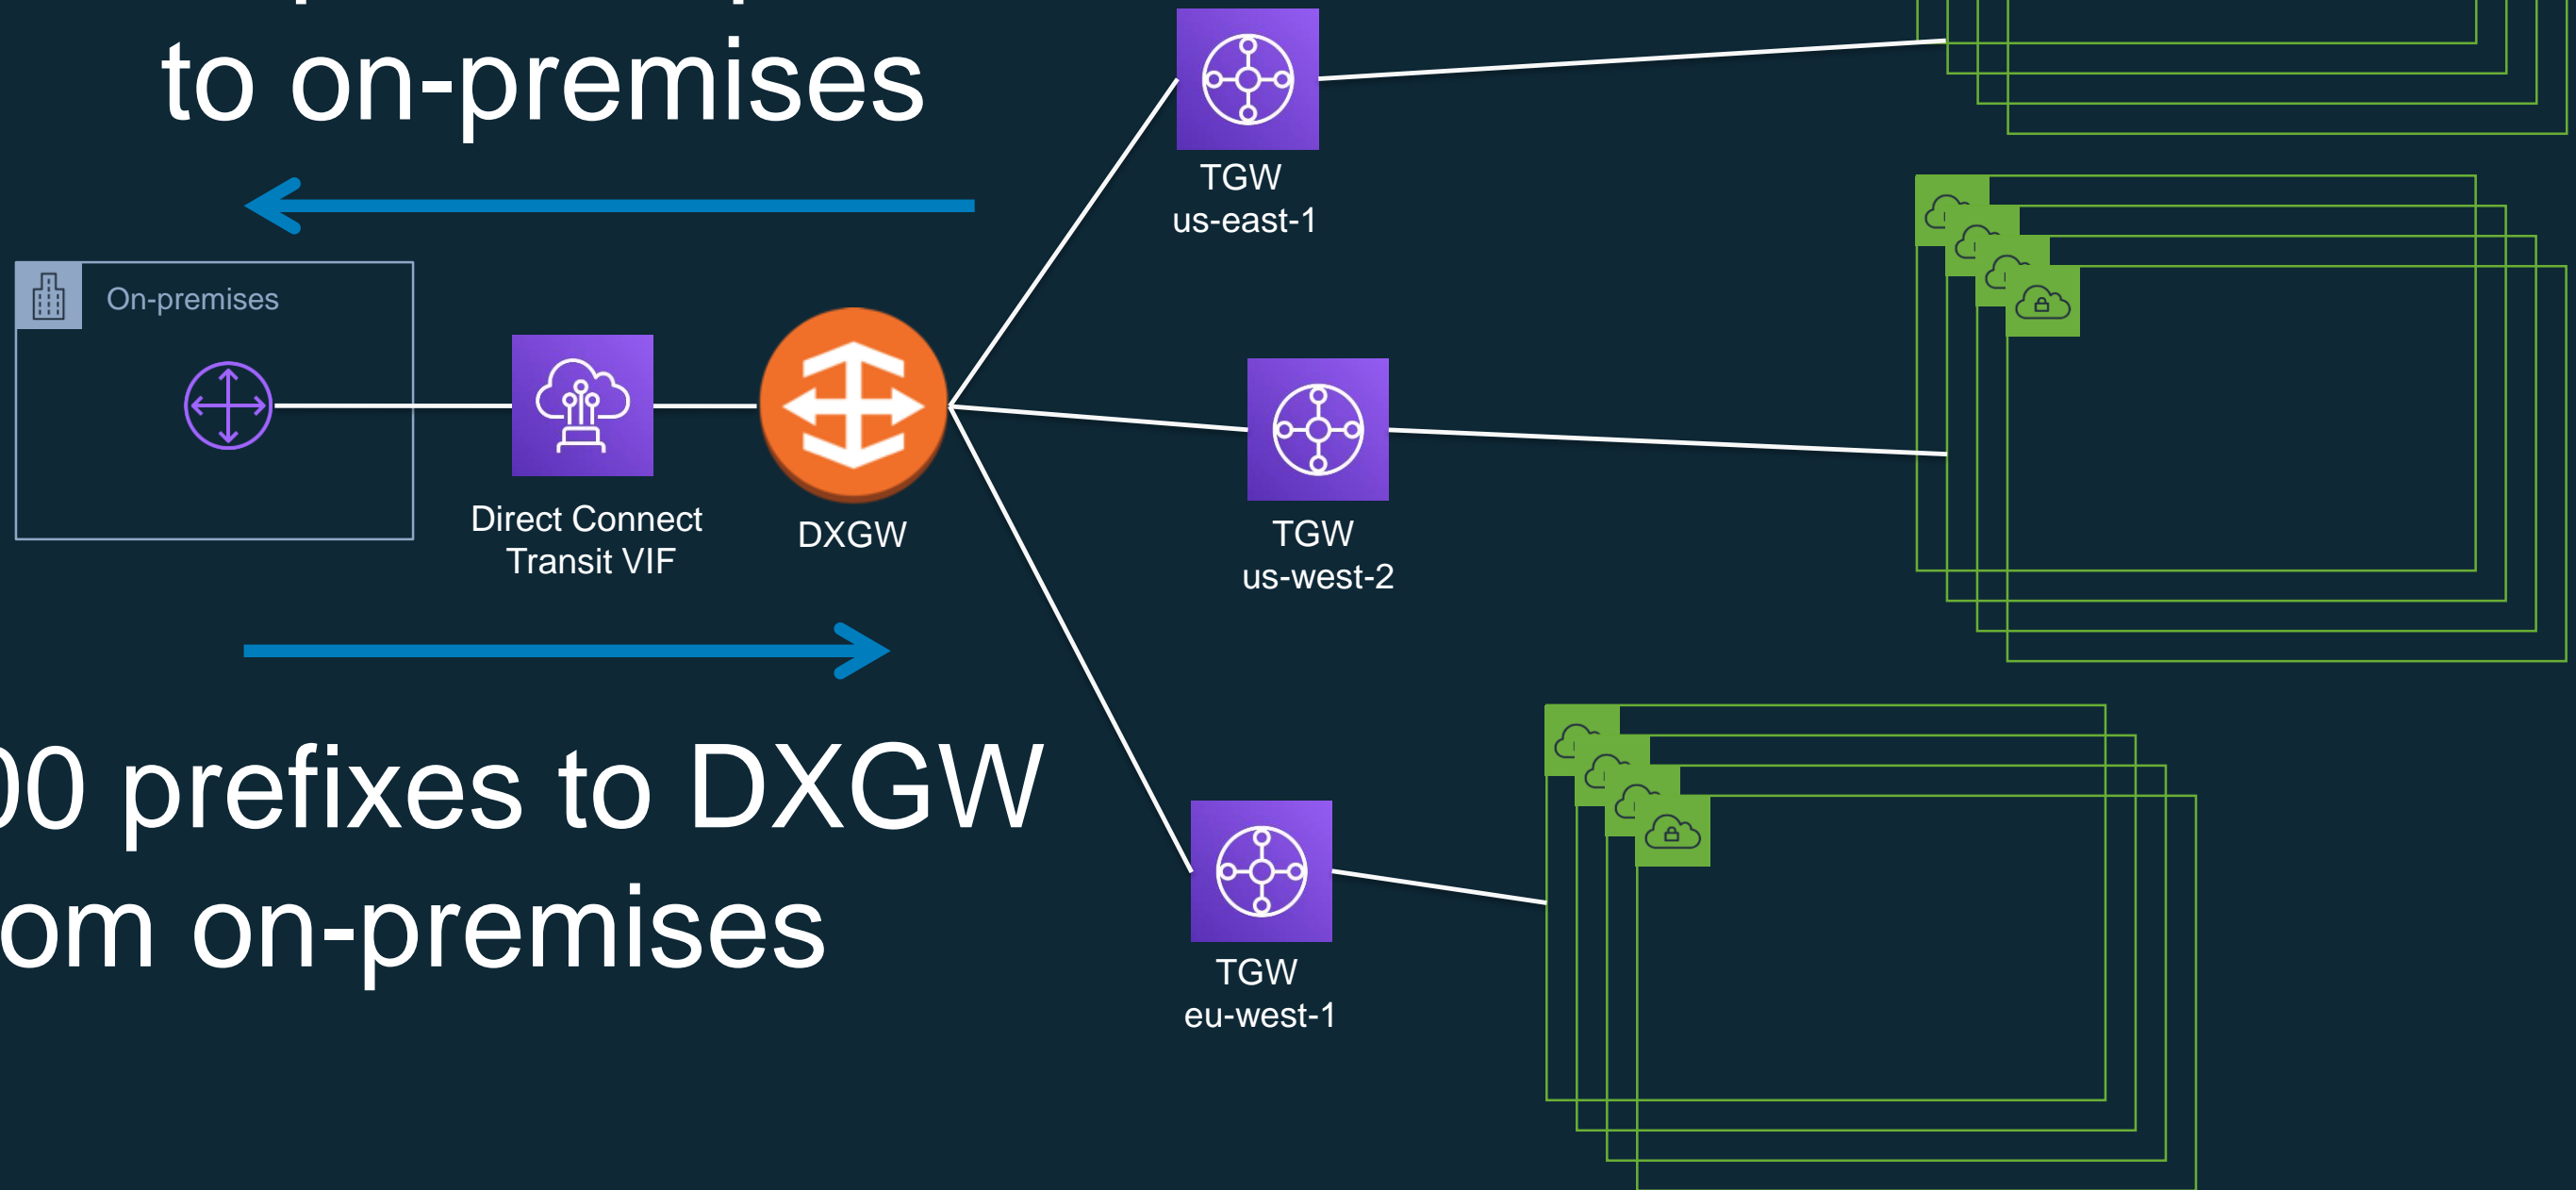 to on-premises
TGW
us-east-1
On-premises
Direct Connect
Transit VIF
DXGW
TGW
us-west-2
00 prefixes to DXGW
om on-premises
TGW
eu-west-1